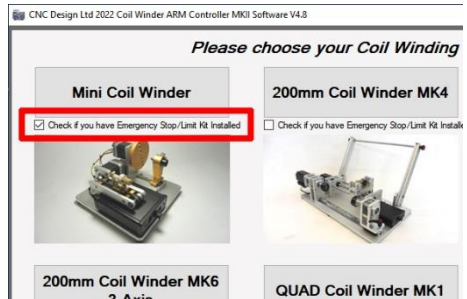 CNC Design Ltd 2022 Coil Winder ARM Controller MKII Software V4.8
Please choose your Coil Winding
Mini Coil Winder
200mm Coil Winder MK4
Check if you have Emergency Stop/Limit Kit Installed
Check if you have Emergency Stop/Limit Kit Installe
200mm Coil Winder MK6
QUAD Coil Winder MK1
2 Axis